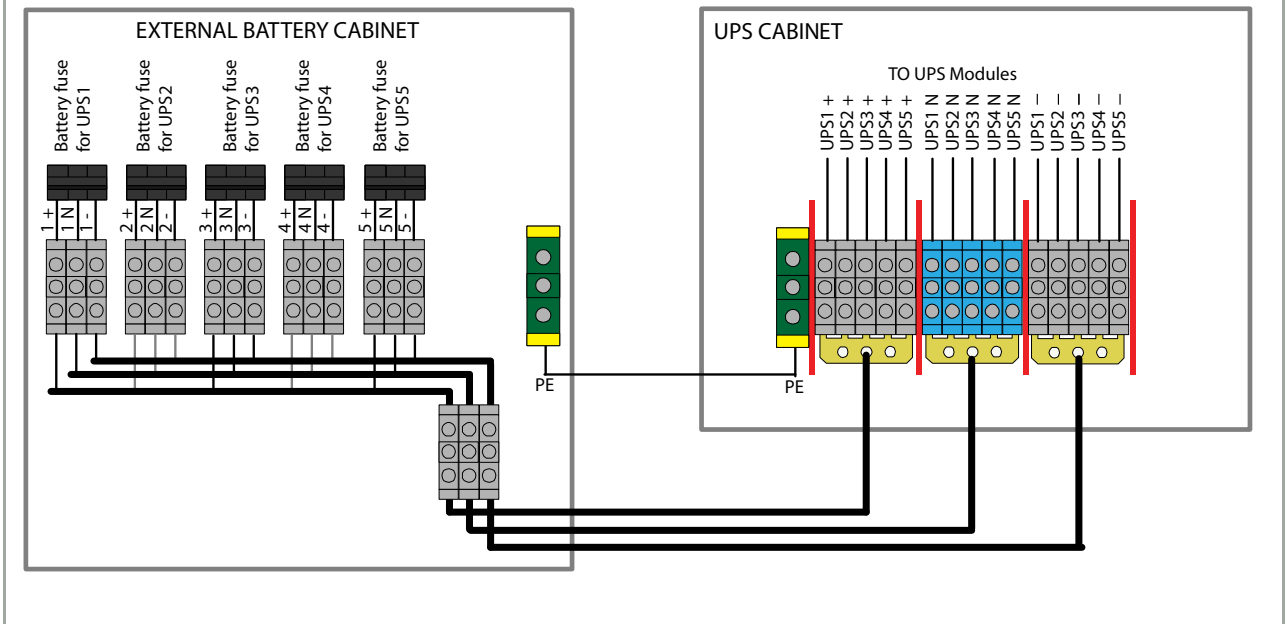 EXTERNAL BATTERY CABINET
Battery fuse
for UPS1
Battery fuse
for UPS2
Battery fuse
for UPS3
Battery fuse
for UPS4
Battery fuse
for UPS5
1 +
1 N
1 -
2 +
2 N
2 -
3 +
3 N
3 -
4 +
4 N
4 -
5 +
5 N
5 -
PE
UPS CABINET
TO UPS Modules
UPS1 +
UPS2 +
UPS3 +
UPS4 +
UPS5 +
UPS1 N
UPS2 N
UPS3 N
UPS4 N
UPS5 N
UPS1 –
UPS2 –
UPS3 –
UPS4 –
UPS5 –
PE